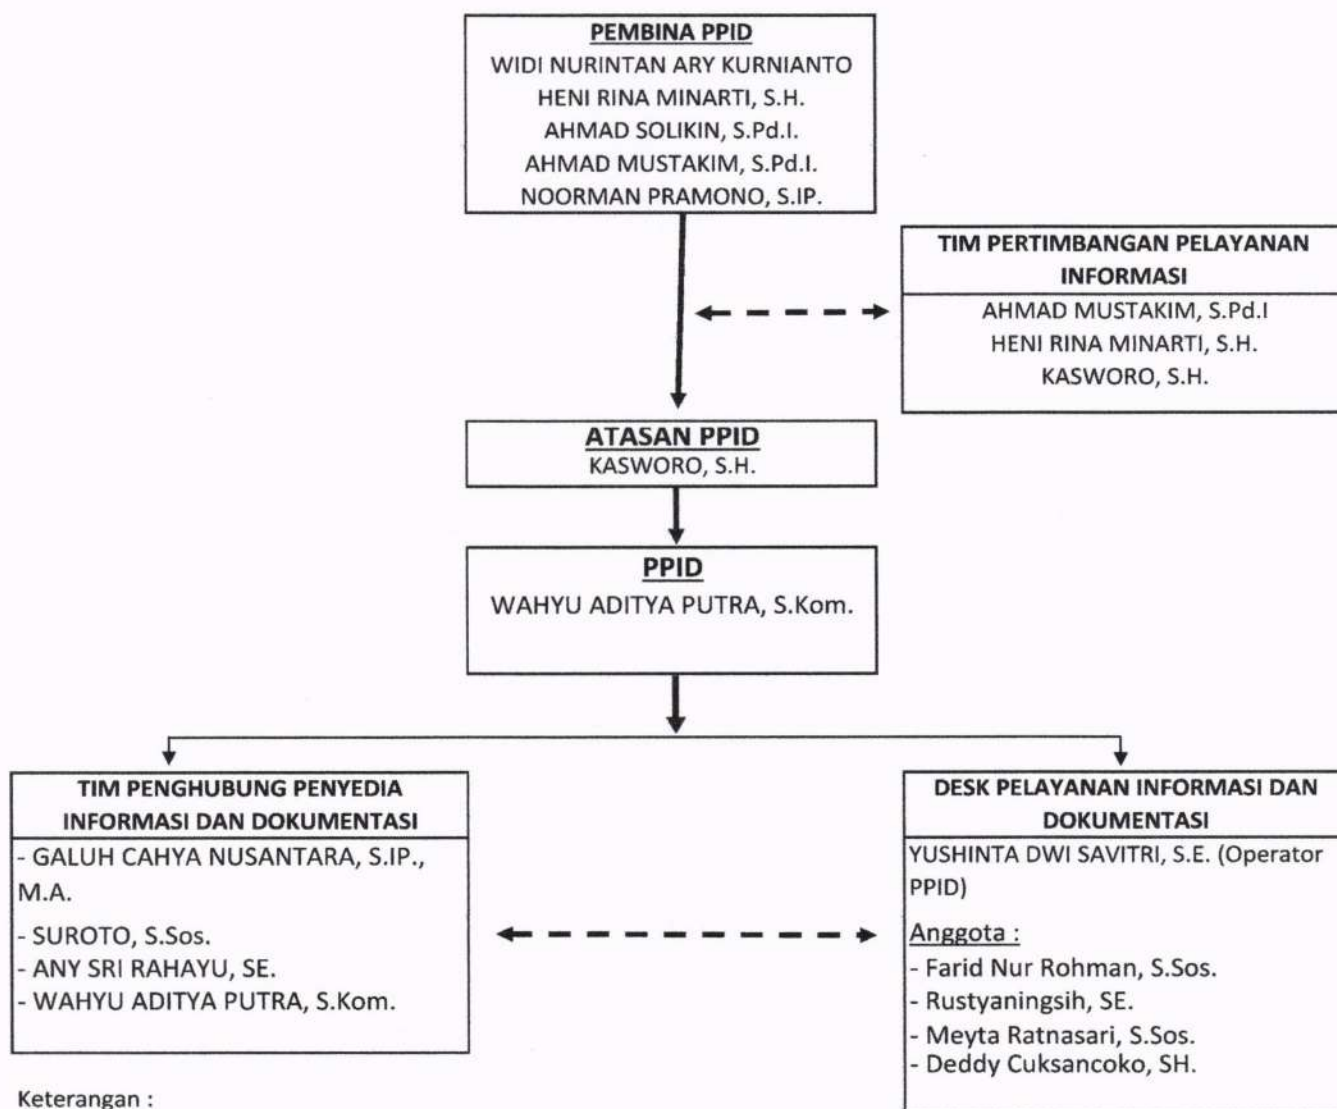 PEMBINA PPID
WIDI NURINTAN ARY KURNIANTO
HENI RINA MINARTI, S.H.
AHMAD SOLIKIN, S.Pd.I.
AHMAD MUSTAKIM, S.Pd.I.
NOORMAN PRAMONO, S.IP.
TIM PERTIMBANGAN PELAYANAN
INFORMASI
AHMAD MUSTAKIM, S.Pd.I
HENI RINA MINARTI, S.H.
KASWORO, S.H.
ATASAN PPID
KASWORO, S.H.
PPID
WAHYU ADITYA PUTRA, S.Kom.
TIM PENGHUBUNG PENYEDIA
INFORMASI DAN DOKUMENTASI
- GALUH CAHYA NUSANTARA, S.IP.,
M.A.
- SUROTO, S.Sos.
- ANY SRI RAHAYU, SE.
- WAHYU ADITYA PUTRA, S.Kom.
DESK PELAYANAN INFORMASI DAN
DOKUMENTASI
YUSHINTA DWI SAVITRI, S.E. (Operator
PPID)
Anggota :
- Farid Nur Rohman, S.Sos.
- Rustyaningsih, SE.
- Meyta Ratnasari, S.Sos.
- Deddy Cuksancoko, SH.
Keterangan :